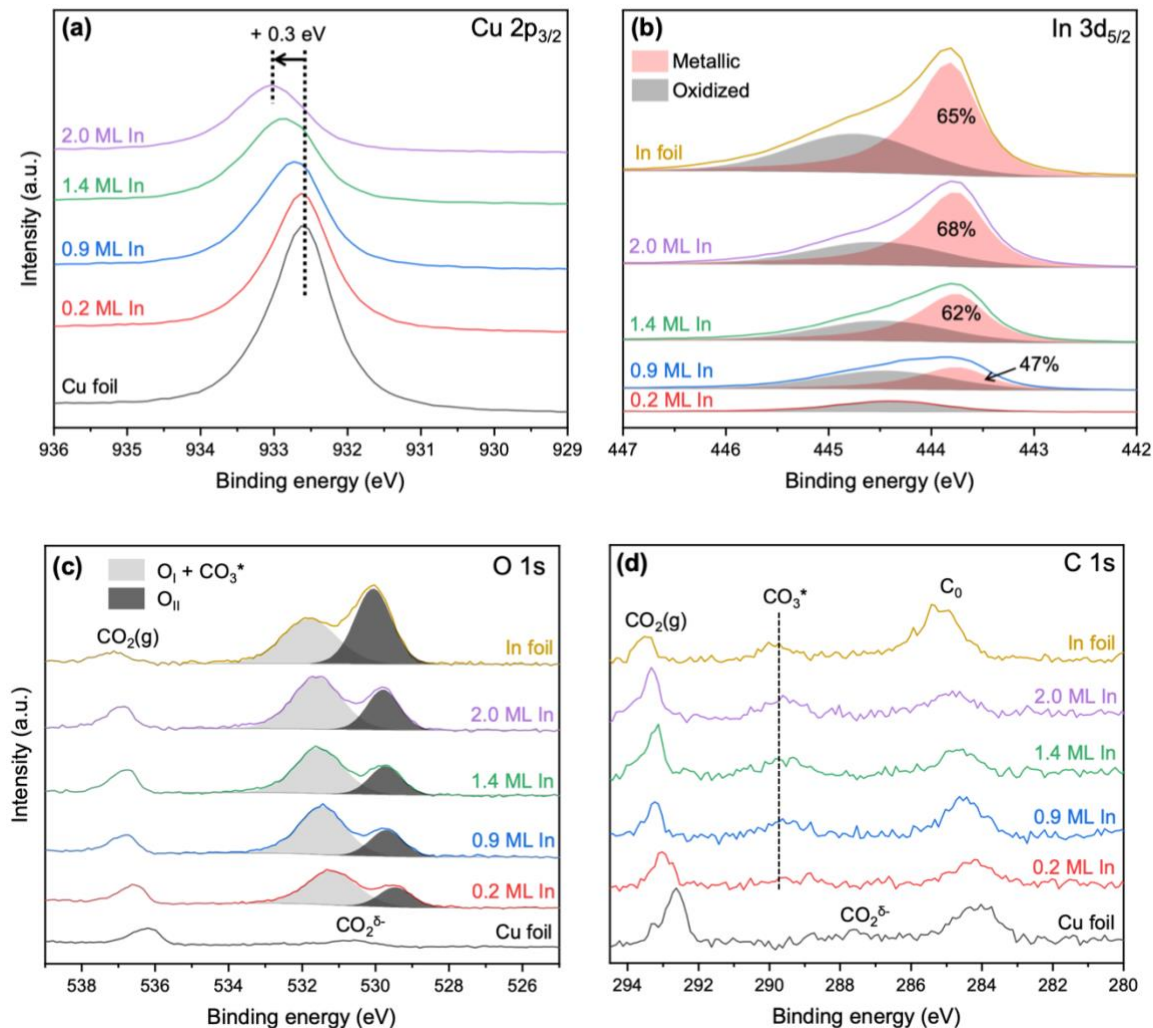 (a)
Cu 2p3/2
+ 0.3 eV
2.0 ML In
1.4 ML In
0.9 ML In
0.2 ML In
Cu foil
Intensity (a.u.)
936 935 934 933 932 931 930 929
Binding energy (eV)
(b)
In 3d5/2
Metallic
Oxidized
In foil
65%
2.0 ML In
68%
1.4 ML In
62%
0.9 ML In
47%
0.2 ML In
447 446 445 444 443 442
Binding energy (eV)
(c)
O 1s
OI + CO3*
OII
CO2(g)
In foil
2.0 ML In
1.4 ML In
0.9 ML In
0.2 ML In
CO2δ-
Cu foil
Intensity (a.u.)
538 536 534 532 530 528 526
Binding energy (eV)
(d)
C 1s
CO2(g)
CO3*
C0
In foil
2.0 ML In
1.4 ML In
0.9 ML In
0.2 ML In
CO2δ-
Cu foil
294 292 290 288 286 284 282 280
Binding energy (eV)